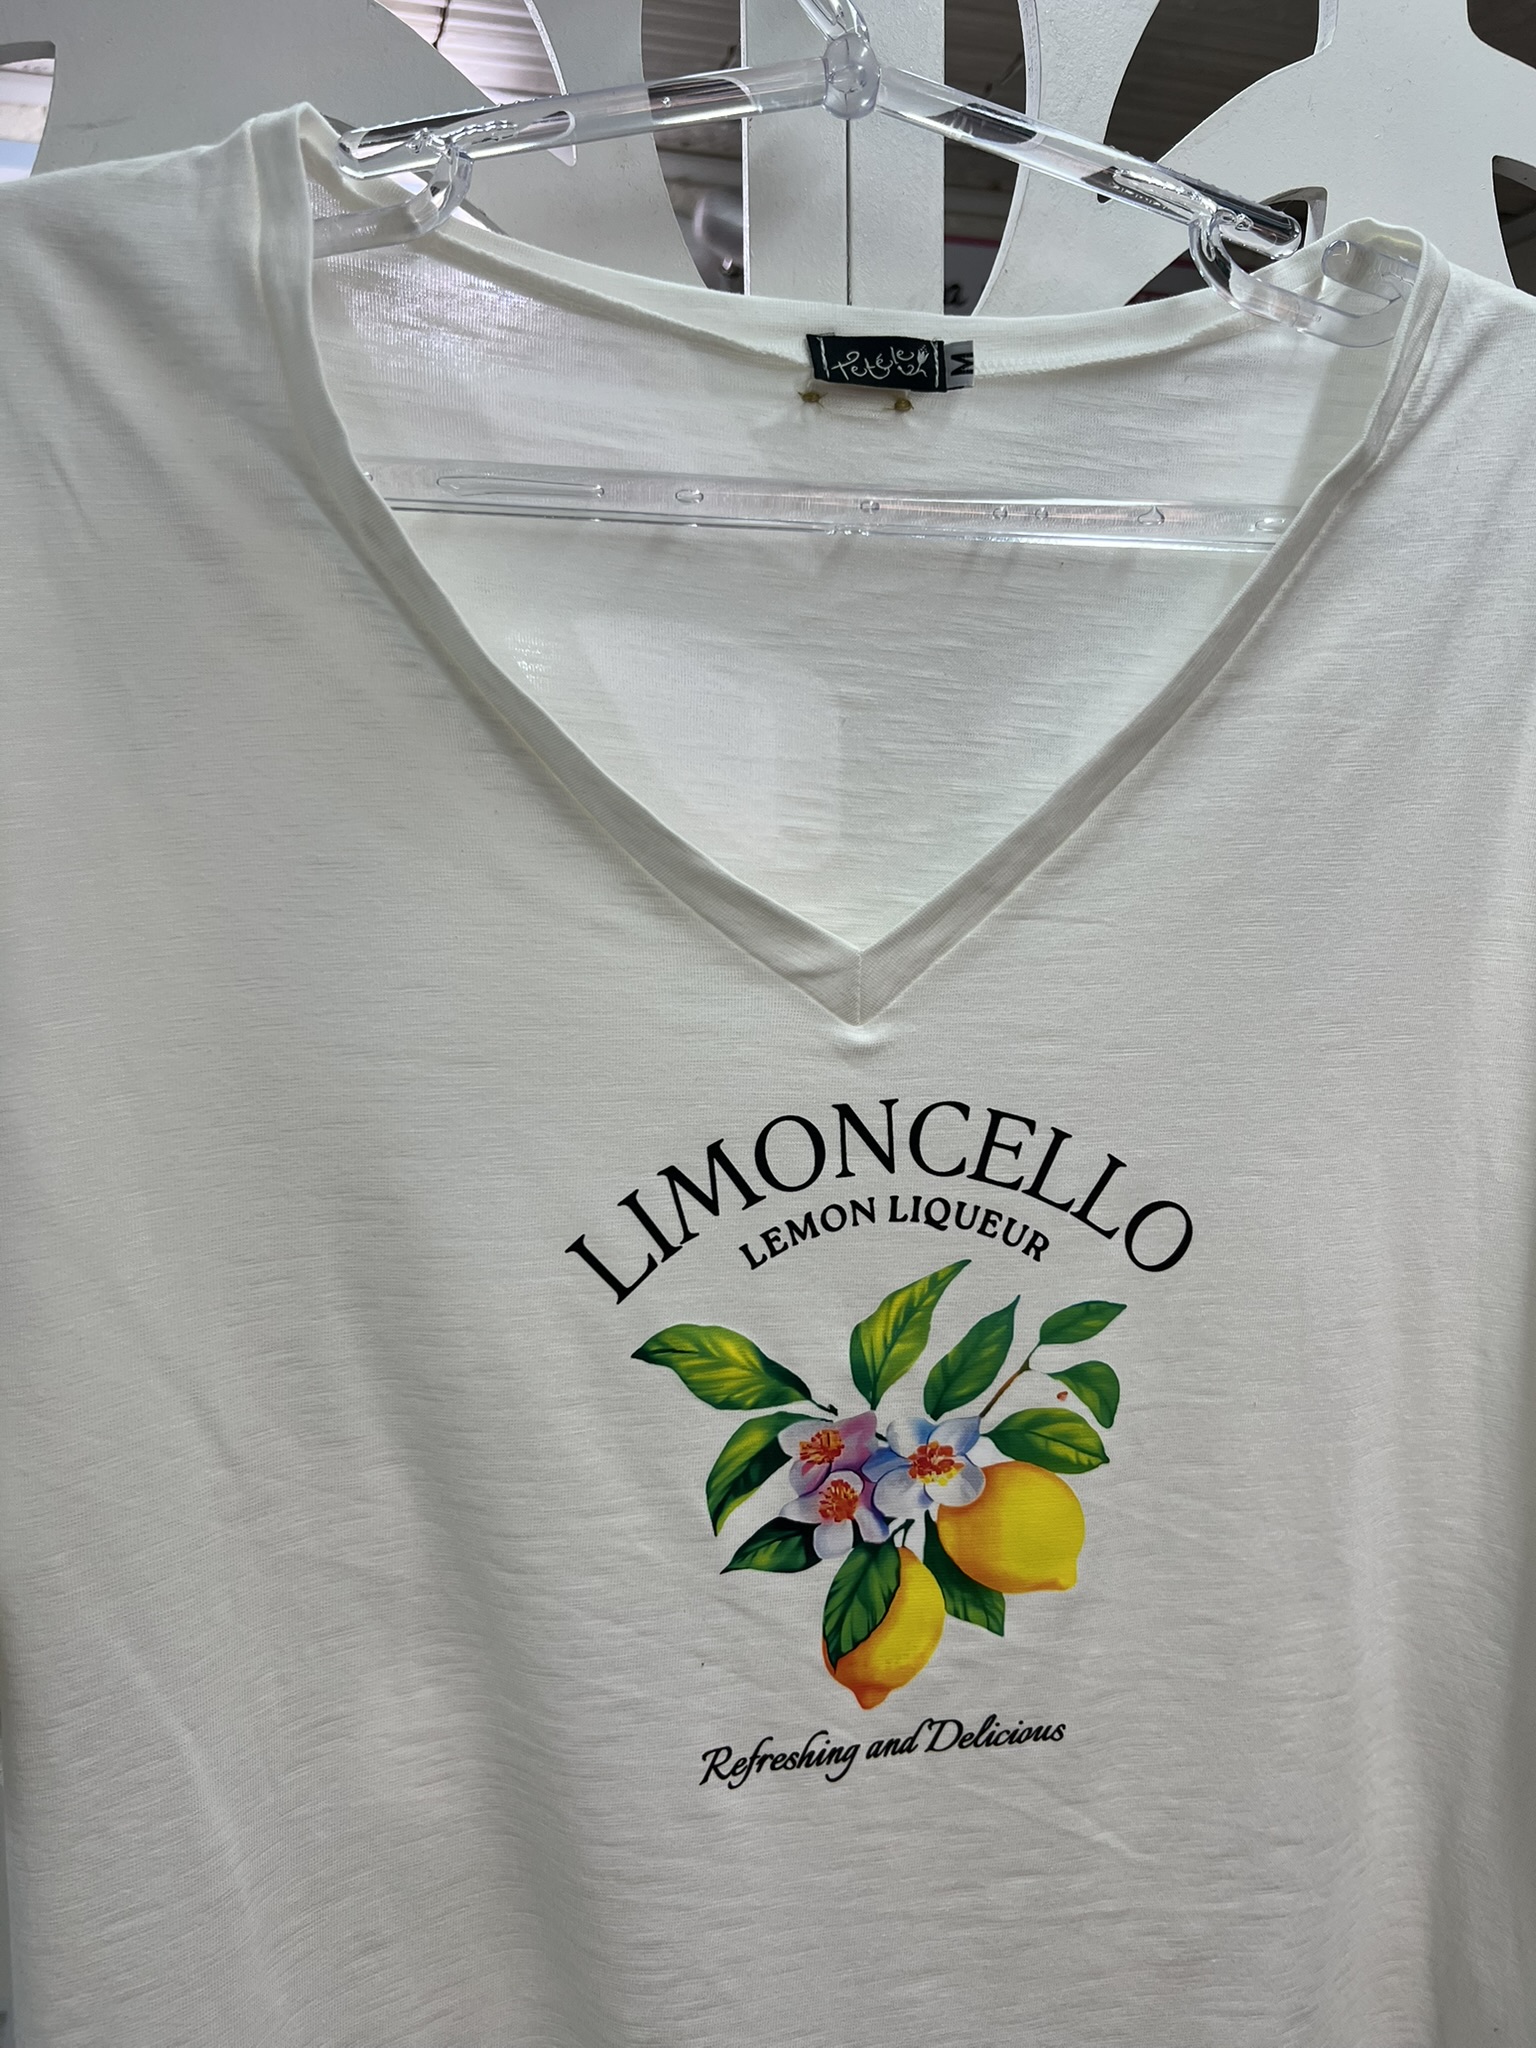 M
LIMONCELLO
LEMON LIQUEUR
Refreshing and Delicious